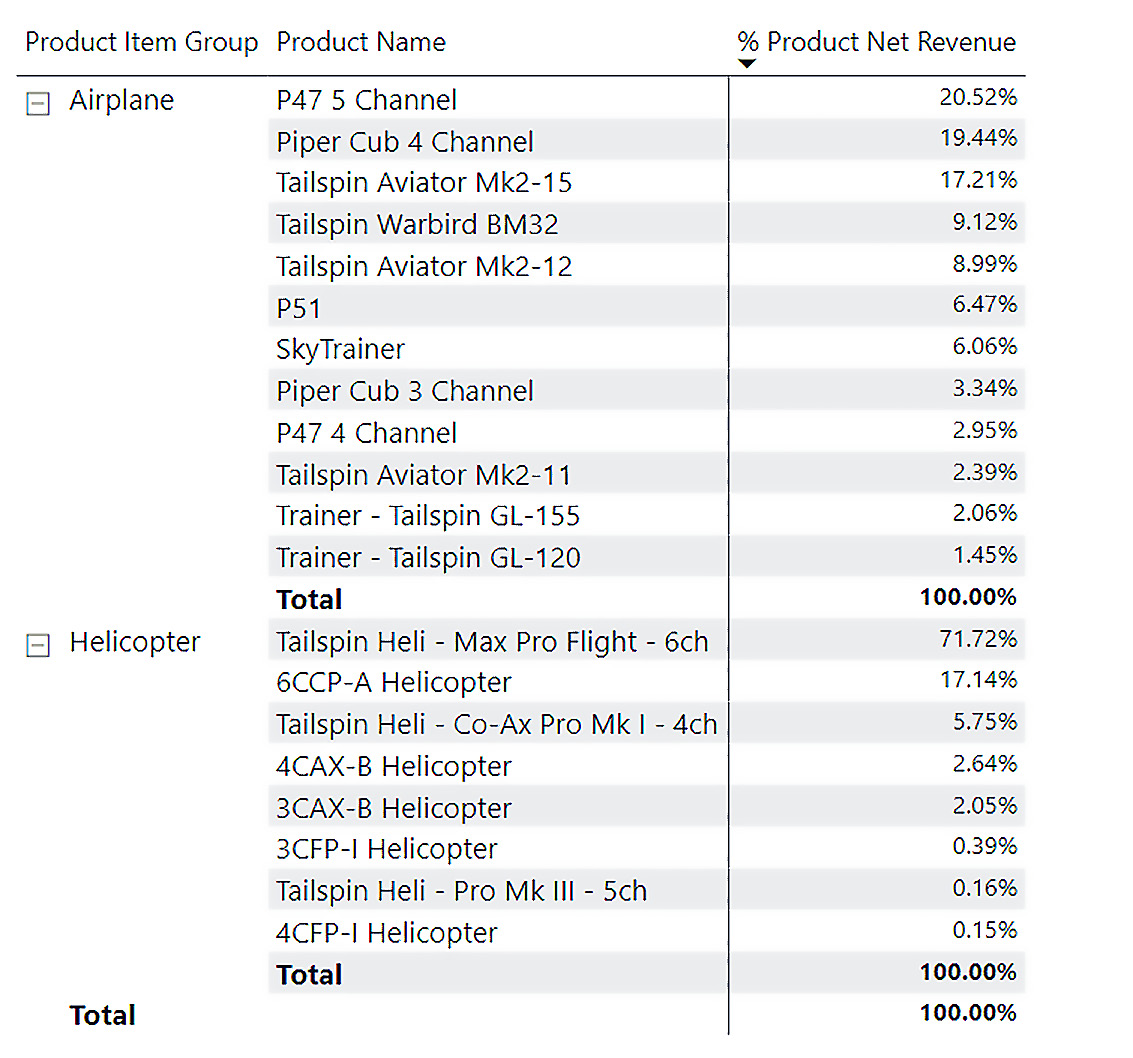 Product Item Group Product Name % Product Net Revenue
Airplane P47 5 Channel 20.52%
Piper Cub 4 Channel 19.44%
Tailspin Aviator Mk2-15 17.21%
Tailspin Warbird BM32 9.12%
Tailspin Aviator Mk2-12 8.99%
P51 6.47%
SkyTrainer 6.06%
Piper Cub 3 Channel 3.34%
P47 4 Channel 2.95%
Tailspin Aviator Mk2-11 2.39%
Trainer - Tailspin GL-155 2.06%
Trainer - Tailspin GL-120 1.45%
Total 100.00%
Helicopter Tailspin Heli - Max Pro Flight - 6ch 71.72%
6CCP-A Helicopter 17.14%
Tailspin Heli - Co-Ax Pro Mk I - 4ch 5.75%
4CAX-B Helicopter 2.64%
3CAX-B Helicopter 2.05%
3CFP-I Helicopter 0.39%
Tailspin Heli - Pro Mk III - 5ch 0.16%
4CFP-I Helicopter 0.15%
Total 100.00%
Total 100.00%